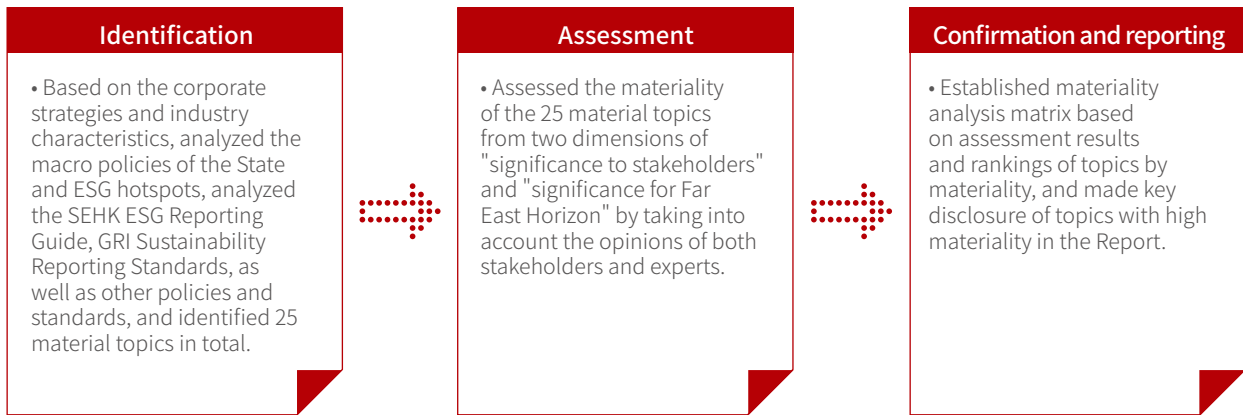 Identification
• Based on the corporate
strategies and industry
characteristics, analyzed the
macro policies of the State
and ESG hotspots, analyzed
the SEHK ESG Reporting
Guide, GRI Sustainability
Reporting Standards, as
well as other policies and
standards, and identified 25
material topics in total.
Assessment
• Assessed the materiality
of the 25 material topics
from two dimensions of
"significance to stakeholders"
and "significance for Far
East Horizon" by taking into
account the opinions of both
stakeholders and experts.
Confirmation and reporting
• Established materiality
analysis matrix based
on assessment results
and rankings of topics by
materiality, and made key
disclosure of topics with high
materiality in the Report.